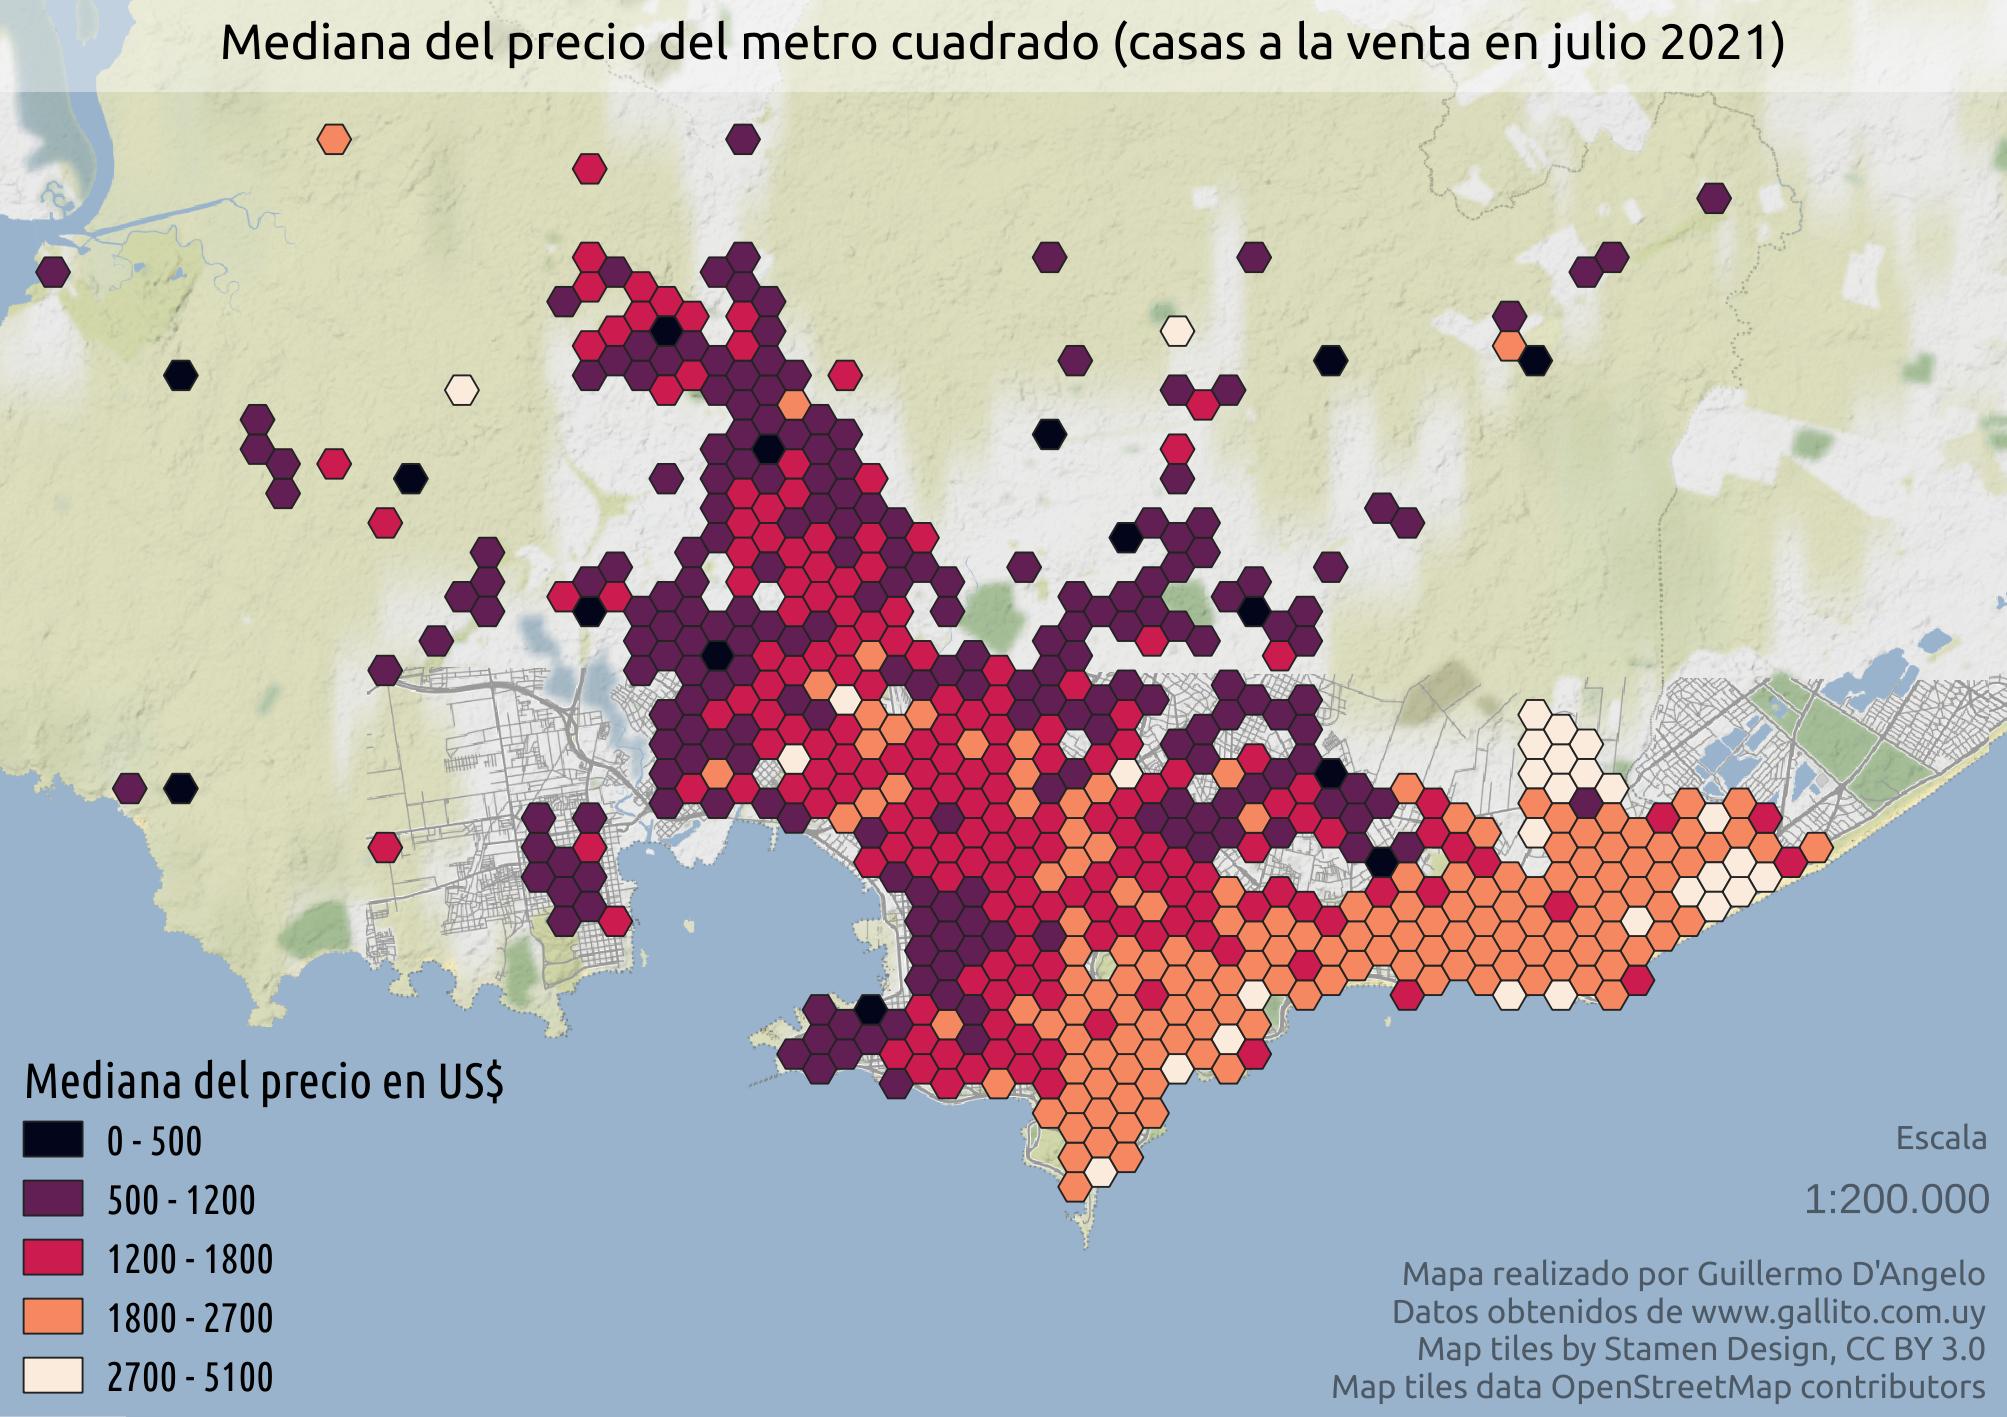 Mediana del precio del metro cuadrado (casas a la venta en julio 2021)
Mediana del precio en US$
0 - 500
500 - 1200
1200 - 1800
1800 - 2700
2700 - 5100
Escala
1:200.000
Mapa realizado por Guillermo D'Angelo
Datos obtenidos de www.gallito.com.uy
Map tiles by Stamen Design, CC BY 3.0
Map tiles data OpenStreetMap contributors